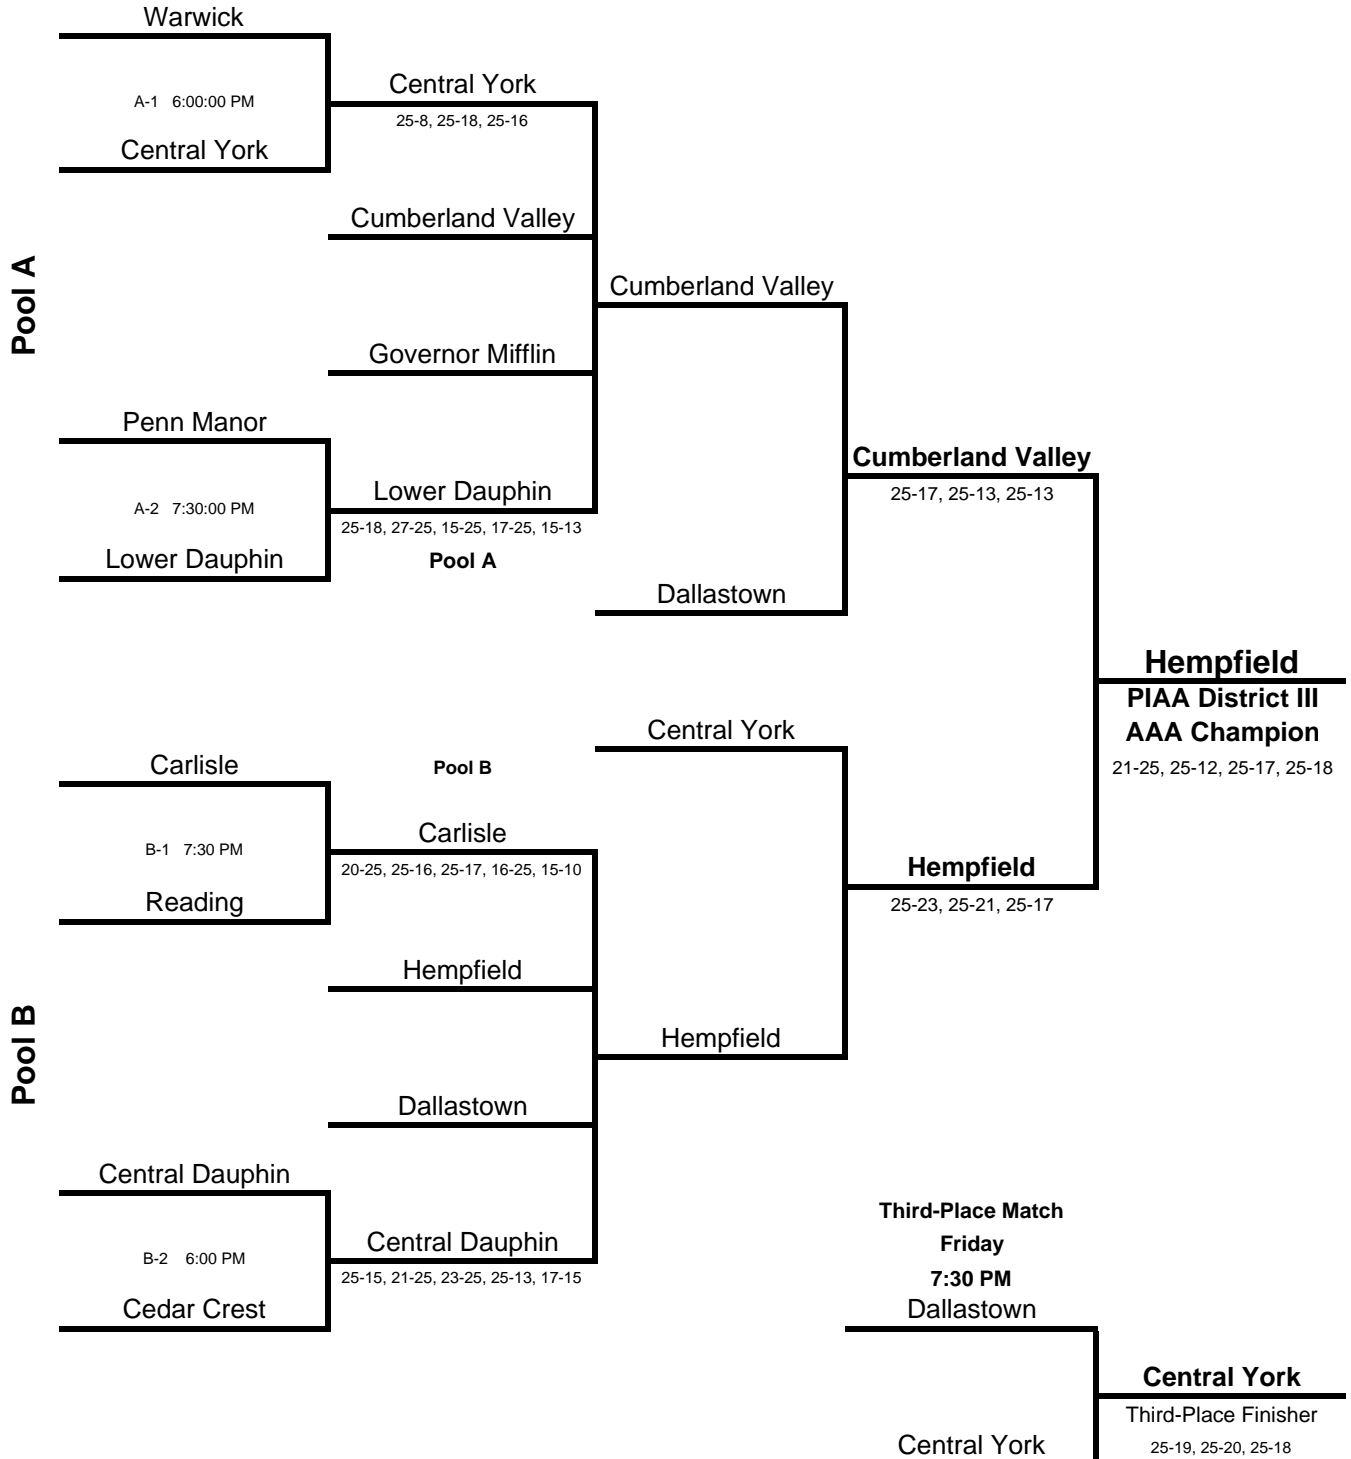 Warwick
A-1 6:00:00 PM
Central York
Central York
25-8, 25-18, 25-16
Cumberland Valley
Pool A
Governor Mifflin
Penn Manor
A-2 7:30:00 PM
Lower Dauphin
Lower Dauphin
25-18, 27-25, 15-25, 17-25, 15-13
Pool A
Cumberland Valley
Dallastown
Cumberland Valley
25-17, 25-13, 25-13
Hempfield
PIAA District III
AAA Champion
21-25, 25-12, 25-17, 25-18
Central York
Hempfield
25-23, 25-21, 25-17
Hempfield
Pool B
Carlisle
B-1 7:30 PM
Reading
Carlisle
20-25, 25-16, 25-17, 16-25, 15-10
Hempfield
Pool B
Dallastown
Central Dauphin
B-2 6:00 PM
Cedar Crest
Central Dauphin
25-15, 21-25, 23-25, 25-13, 17-15
Third-Place Match
Friday
7:30 PM
Dallastown
Central York
Central York
Third-Place Finisher
25-19, 25-20, 25-18